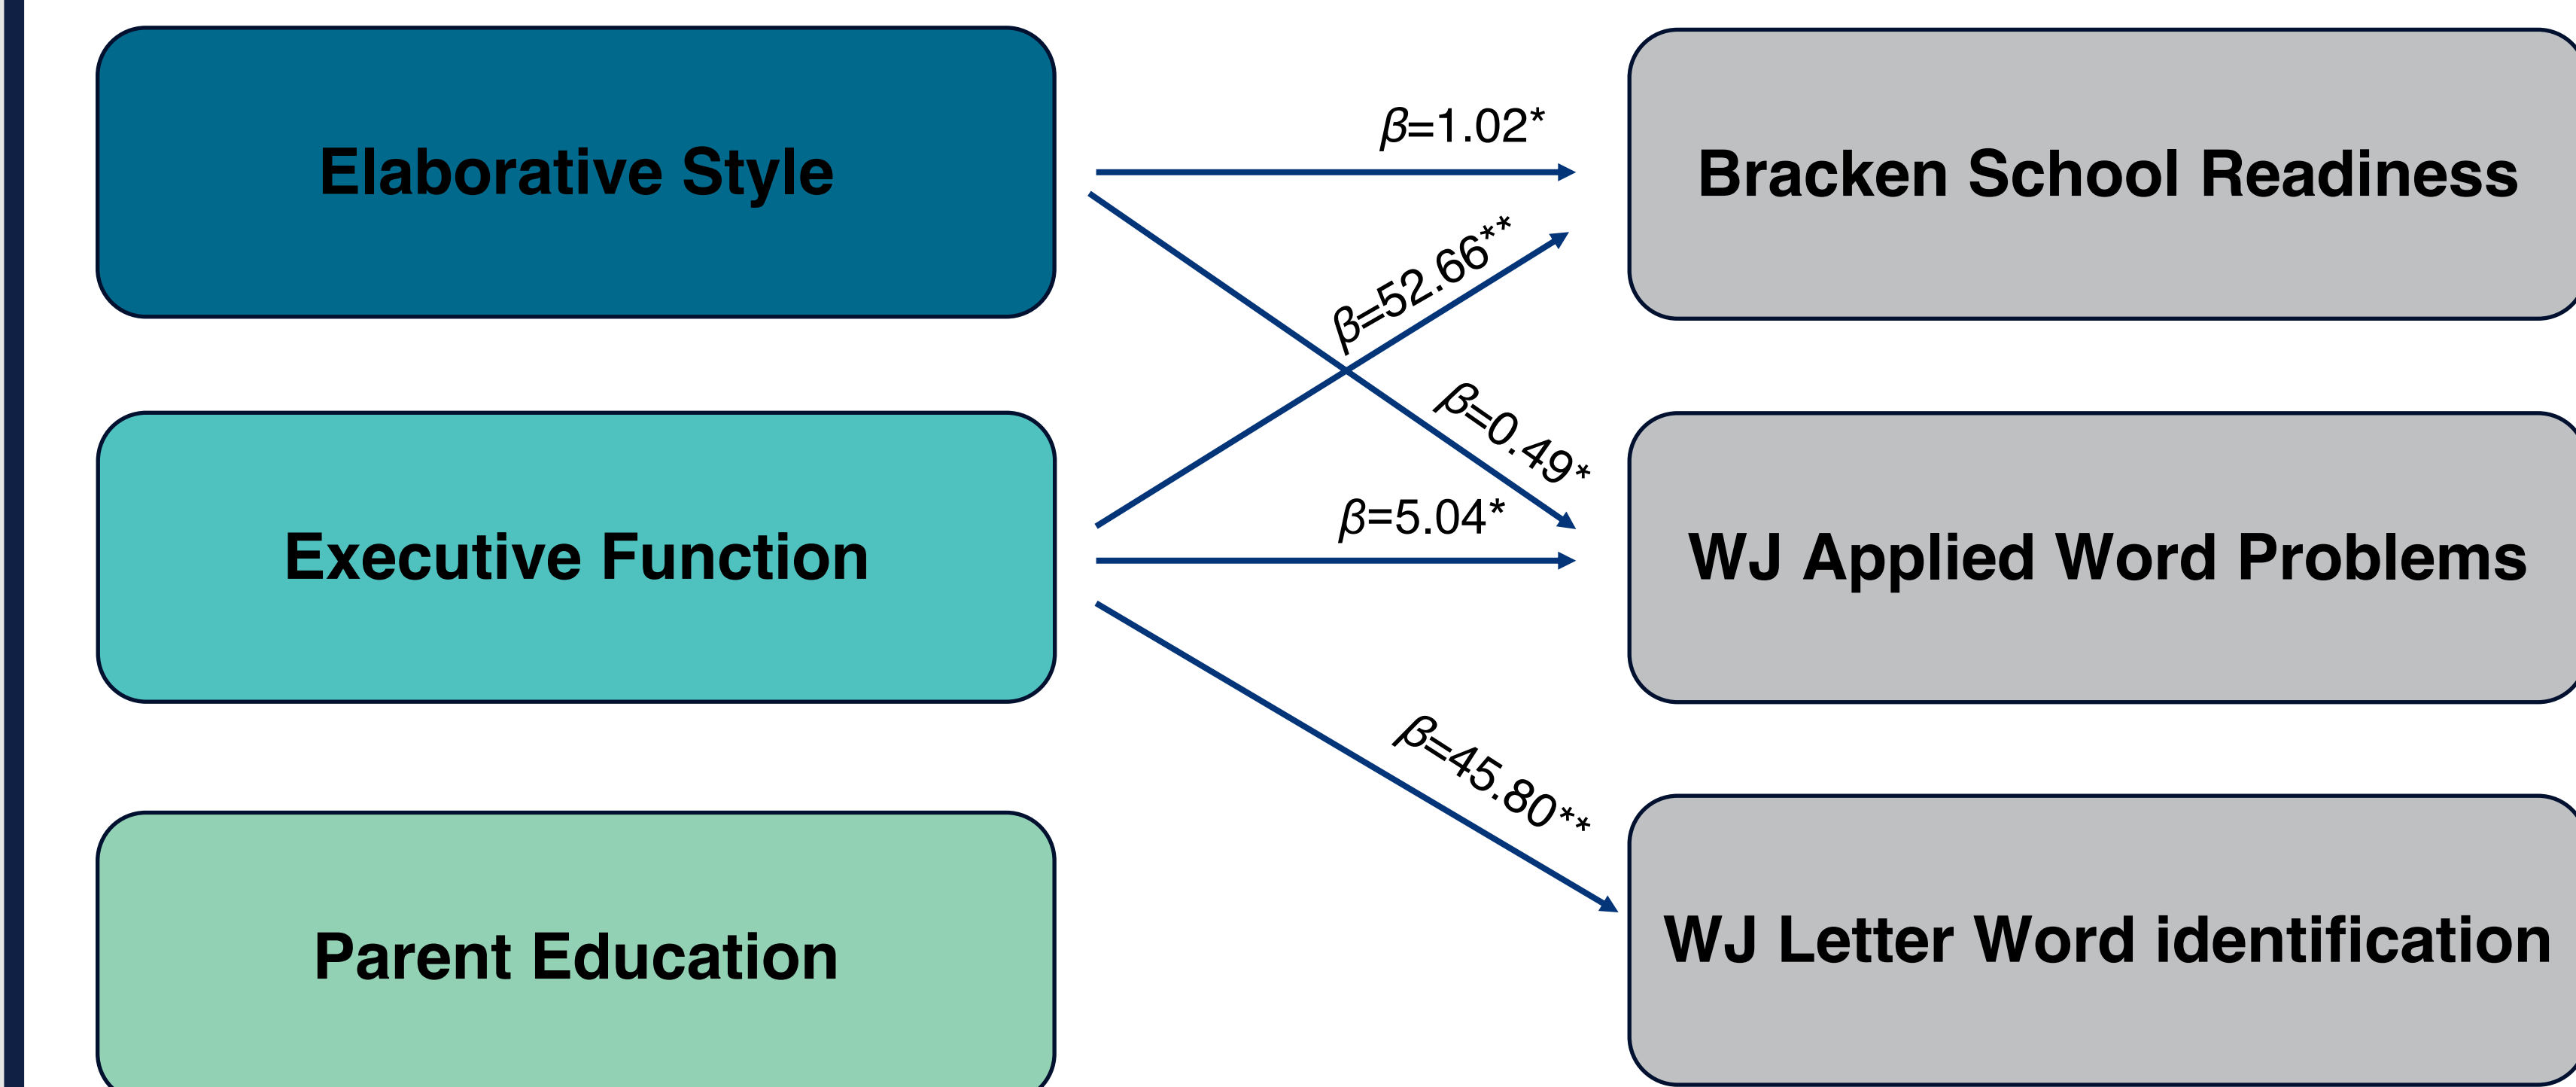 Elaborative Style
β=1.02*
Bracken School Readiness
β=52.66**
β=0.49*
Executive Function
β=5.04*
WJ Applied Word Problems
β=45.80**
Parent Education
WJ Letter Word identification